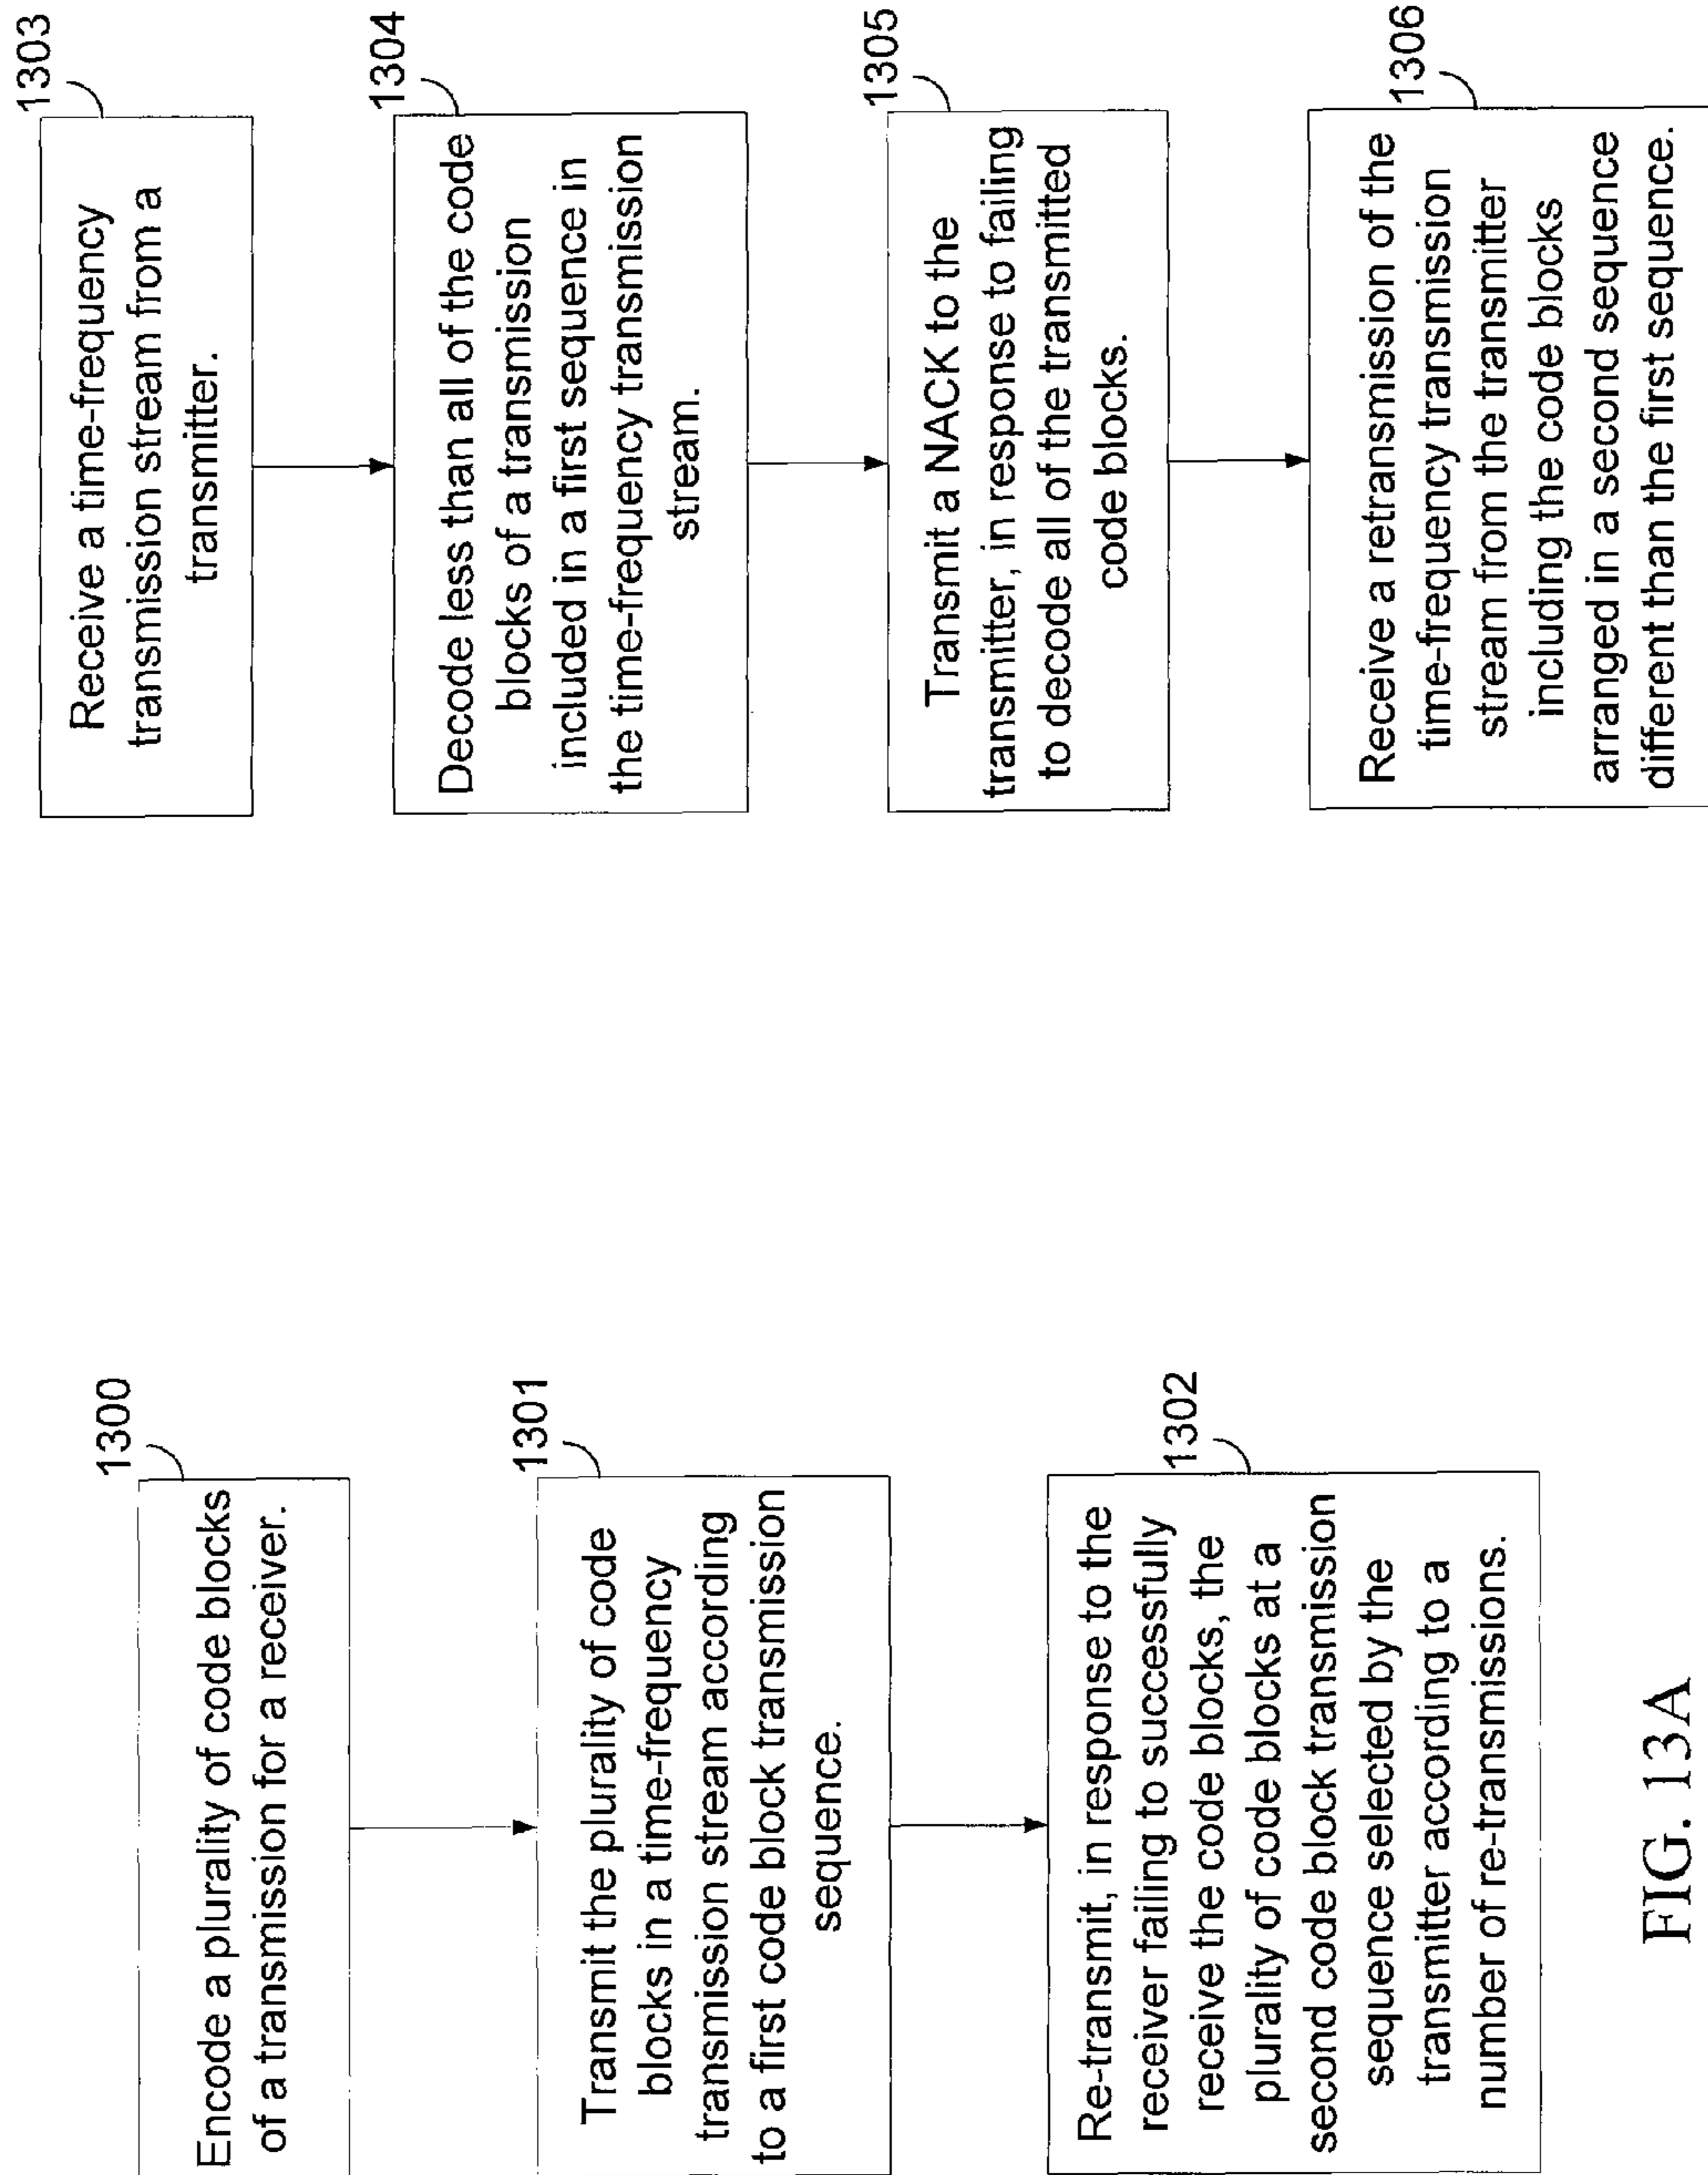 1300
Encode a plurality of code blocks
of a transmission for a receiver.
1301
Transmit the plurality of code
blocks in a time-frequency
transmission stream according
to a first code block transmission
sequence.
1302
Re-transmit, in response to the
receiver failing to successfully
receive the code blocks, the
plurality of code blocks at a
second code block transmission
sequence selected by the
transmitter according to a
number of re-transmissions.
FIG. 13A
1303
Receive a time-frequency
transmission stream from a
transmitter.
1304
Decode less than all of the code
blocks of a transmission
included in a first sequence in
the time-frequency transmission
stream.
1305
Transmit a NACK to the
transmitter, in response to failing
to decode all of the transmitted
code blocks.
1306
Receive a retransmission of the
time-frequency transmission
stream from the transmitter
including the code blocks
arranged in a second sequence
different than the first sequence.